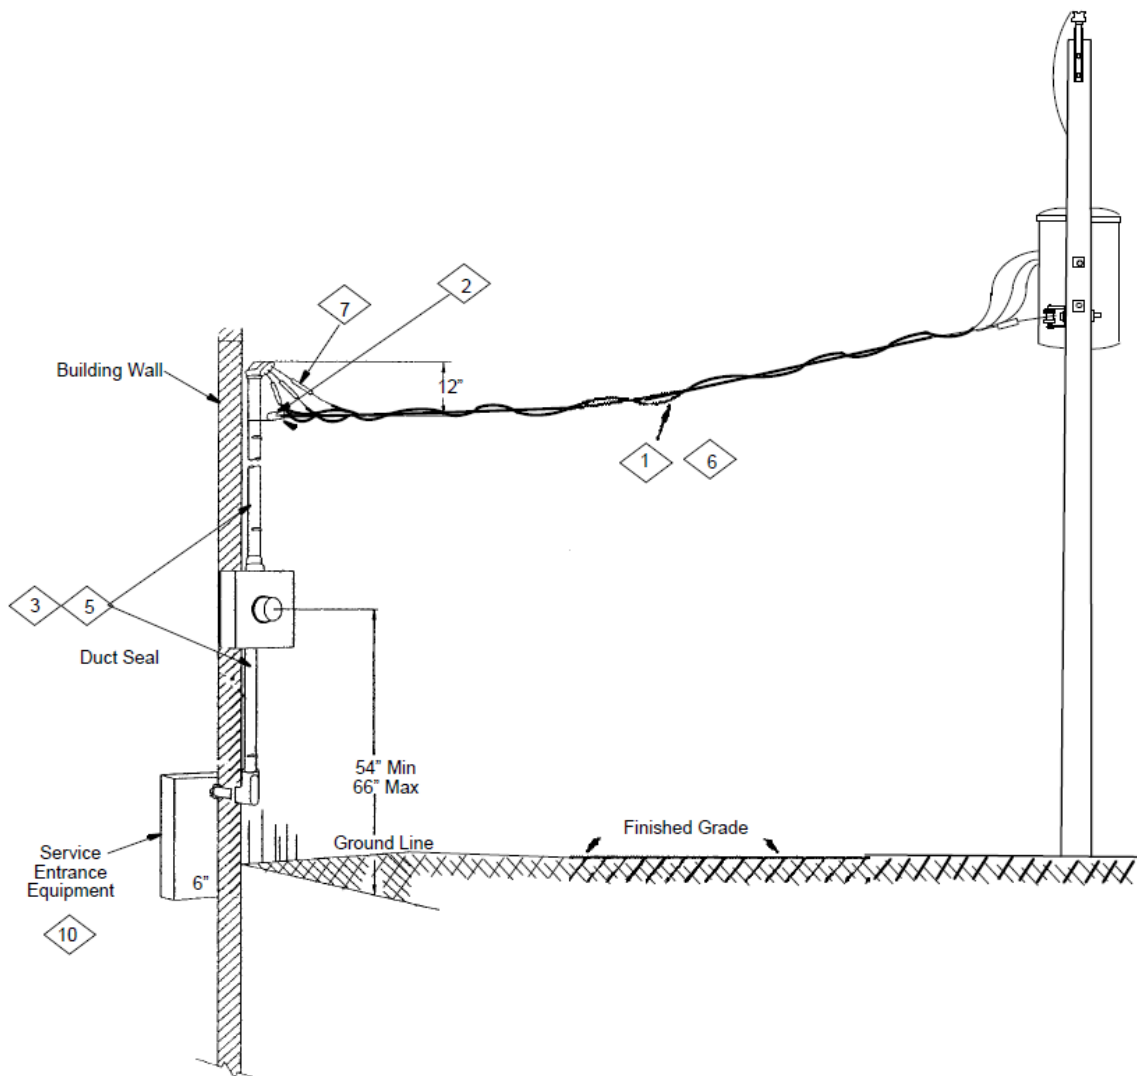 2
7
Building Wall
12”
1
6
3
5
Duct Seal
54” Min
66” Max
Finished Grade
Ground Line
Service
Entrance
Equipment
6”
10